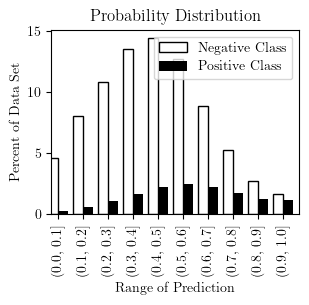 Probability Distribution
15
10
5
0
Percent of Data Set
Negative Class
Positive Class
(0.0, 0.1]
(0.1, 0.2]
(0.2, 0.3]
(0.3, 0.4]
(0.4, 0.5]
(0.5, 0.6]
(0.6, 0.7]
(0.7, 0.8]
(0.8, 0.9]
(0.9, 1.0]
Range of Prediction